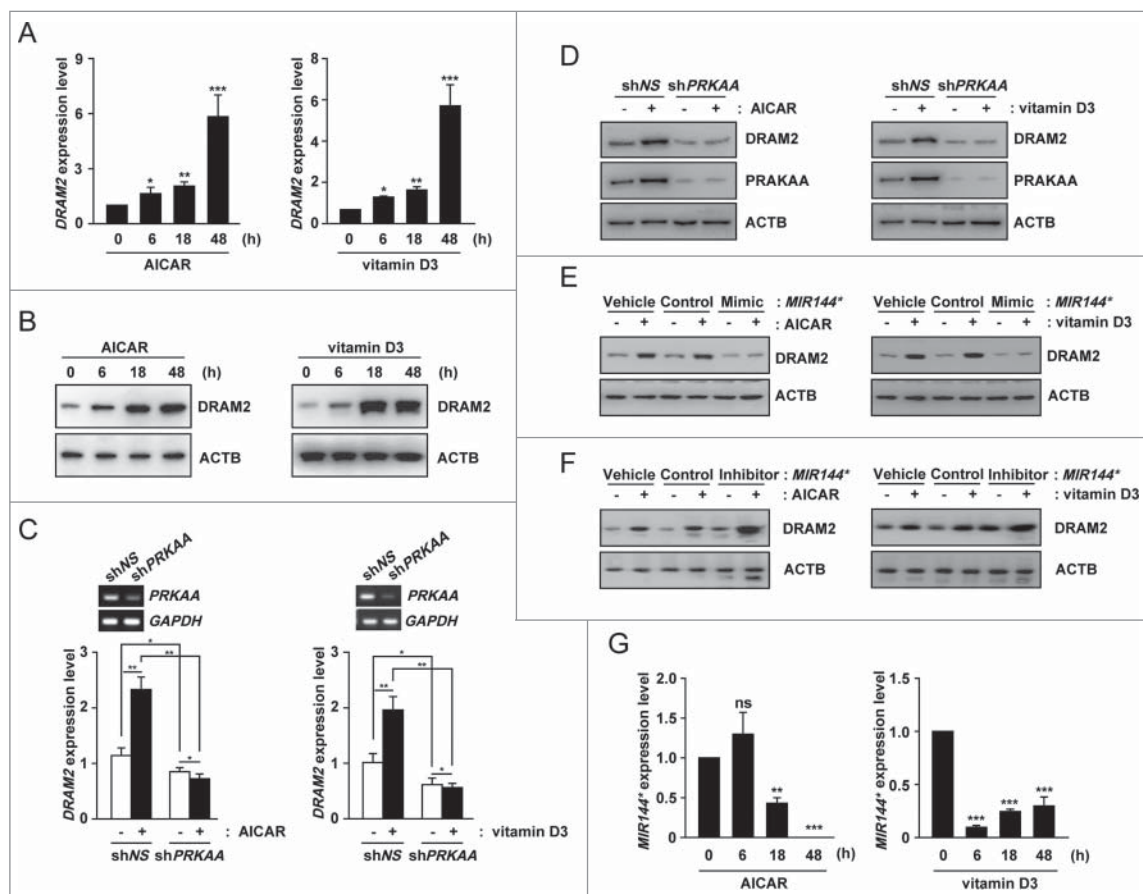 A
DRAM2 expression level
9
6
3
0
*
**
***
0 6 18 48 (h)
AICAR
DRAM2 expression level
8
6
4
2
0
*
**
***
0 6 18 48 (h)
vitamin D3
B
AICAR
0 6 18 48 (h)
DRAM2
ACTB
vitamin D3
0 6 18 48 (h)
DRAM2
ACTB
C
shNS shPRKAA
PRKAA
GAPDH
DRAM2 expression level
3
2
1
0
*
**
**
*
- + - + : AICAR
shNS shPRKAA
shNS shPRKAA
PRKAA
GAPDH
DRAM2 expression level
3
2
1
0
*
**
**
*
- + - + : vitamin D3
shNS shPRKAA
D
shNS shPRKAA
- + - + : AICAR
DRAM2
PRAKAA
ACTB
shNS shPRKAA
- + - + : vitamin D3
DRAM2
PRAKAA
ACTB
E
Vehicle Control Mimic : MIR144*
- + - + - + : AICAR
DRAM2
ACTB
Vehicle Control Mimic : MIR144*
- + - + - + : vitamin D3
DRAM2
ACTB
F
Vehicle Control Inhibitor : MIR144*
- + - + - + : AICAR
DRAM2
ACTB
Vehicle Control Inhibitor : MIR144*
- + - + - + : vitamin D3
DRAM2
ACTB
G
MIR144* expression level
2.0
1.5
1.0
0.5
0
ns
**
***
0 6 18 48 (h)
AICAR
MIR144* expression level
1.5
1.0
0.5
0
***
***
***
0 6 18 48 (h)
vitamin D3